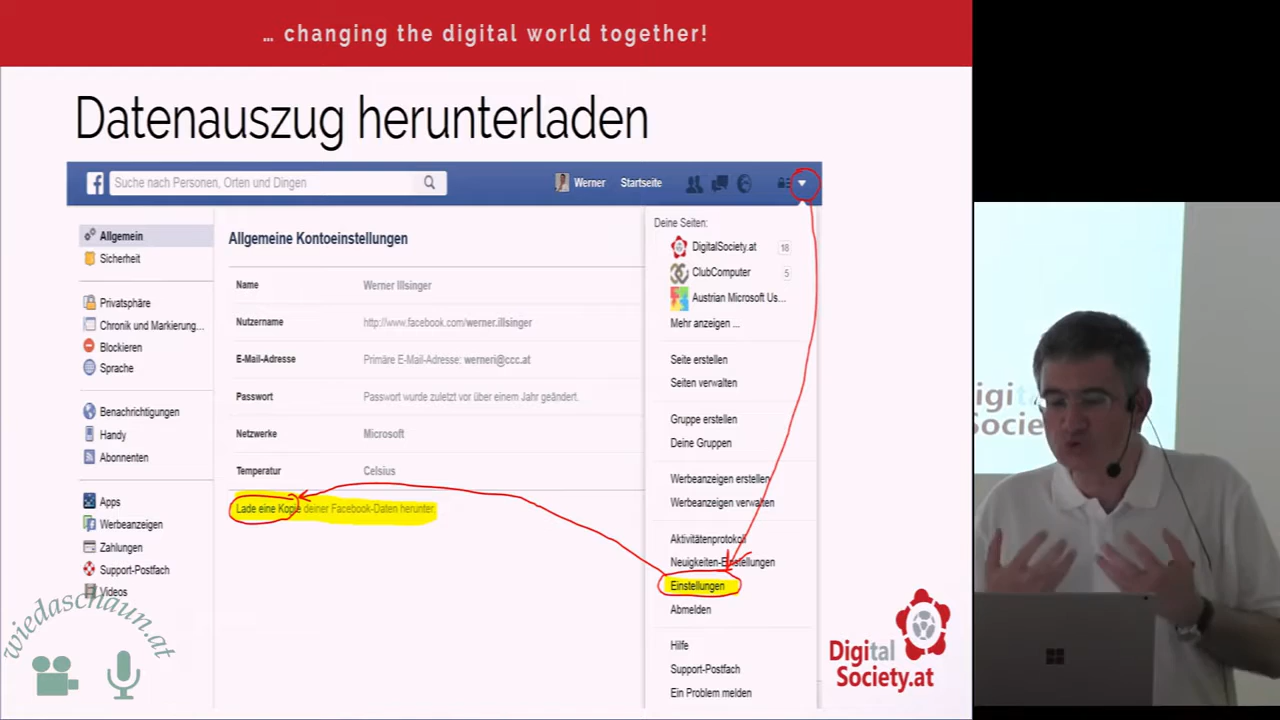 … changing the digital world together!
Datenauszug herunterladen
Suche nach Personen, Orten und Dingen
Werner
Startseite
Allgemein
Sicherheit
Privatsphäre
Chronik und Markierung...
Blockieren
Sprache
Benachrichtigungen
Handy
Abonnenten
Apps
Werbeanzeigen
Zahlungen
Support-Postfach
Videos
Allgemeine Kontoeinstellungen
Name Werner Illsinger
Nutzername http://www.facebook.com/werner.illsinger
E-Mail-Adresse Primäre E-Mail-Adresse: werneri@ccc.at
Passwort Passwort wurde zuletzt vor über einem Jahr geändert.
Netzwerke Microsoft
Temperatur Celsius
Lade eine Kopie deiner Facebook-Daten herunter.
Deine Seiten:
DigitalSociety.at 18
ClubComputer 5
Austrian Microsoft Us...
Mehr anzeigen ...
Seite erstellen
Seiten verwalten
Gruppe erstellen
Deine Gruppen
Werbeanzeigen erstellen
Werbeanzeigen verwalten
Aktivitätenprotokoll
Neuigkeiten-Einstellungen
Einstellungen
Abmelden
Hilfe
Support-Postfach
Ein Problem melden
wiedaschaun.at
Digital
Society.at